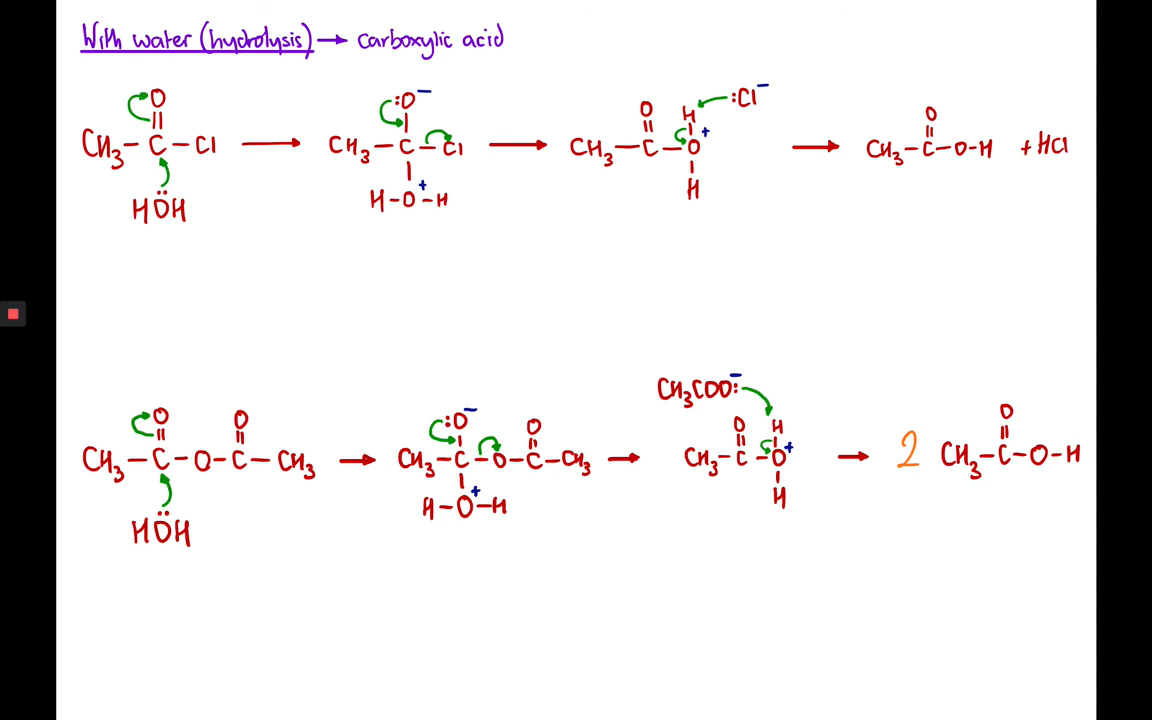 With water (hydrolysis) → carboxylic acid
O :O⁻ O H :Cl⁻ O
CH₃-C-Cl → CH₃-C-Cl → CH₃-C-O⁺ → CH₃-C-O-H + HCl
HÖH H-O⁺-H H
CH₃COO:⁻
O O :O⁻ O O H O
CH₃-C-O-C-CH₃ → CH₃-C-O-C-CH₃ → CH₃-C-O⁺ → 2 CH₃-C-O-H
HÖH H-O⁺-H H